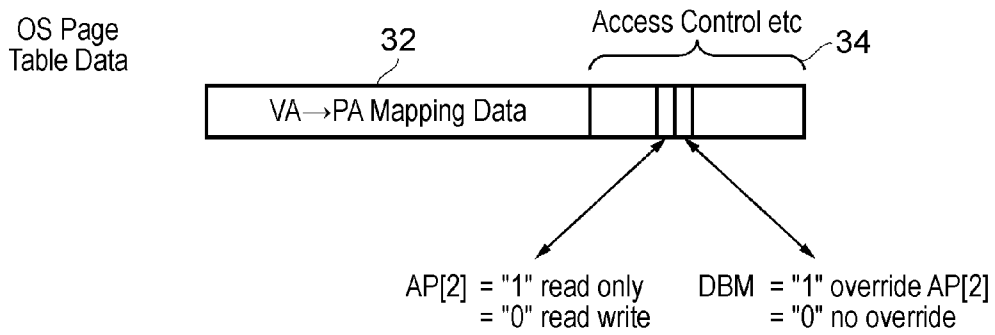 OS Page
Table Data
Access Control etc
32
34
VA→PA Mapping Data
AP[2] = "1" read only
= "0" read write
DBM = "1" override AP[2]
= "0" no override